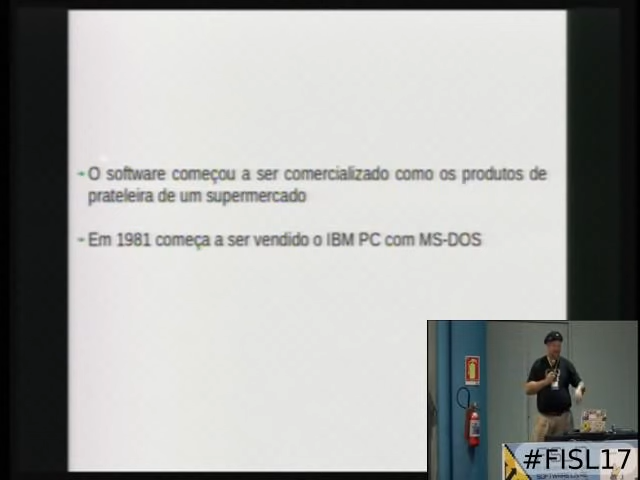 O software começou a ser comercializado como os produtos de
prateleira de um supermercado
Em 1981 começa a ser vendido o IBM PC com MS-DOS
#FISL17